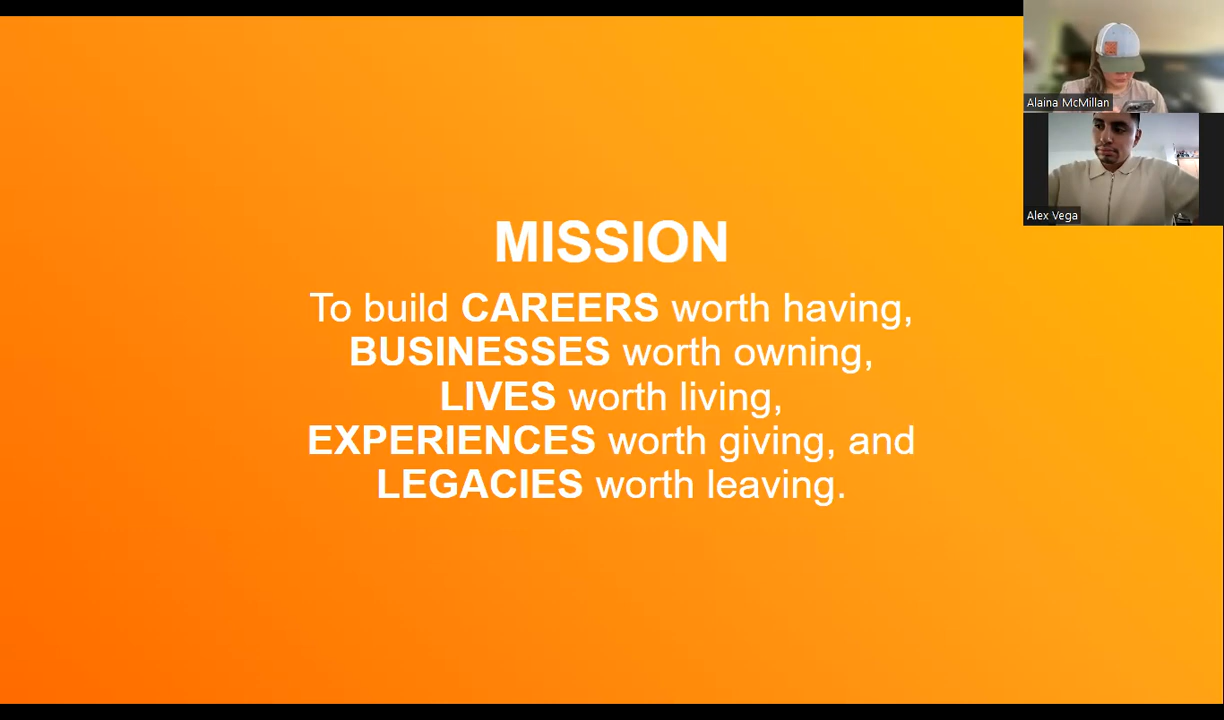 MISSION
To build CAREERS worth having,
BUSINESSES worth owning,
LIVES worth living,
EXPERIENCES worth giving, and
LEGACIES worth leaving.
Alaina McMillan
Alex Vega